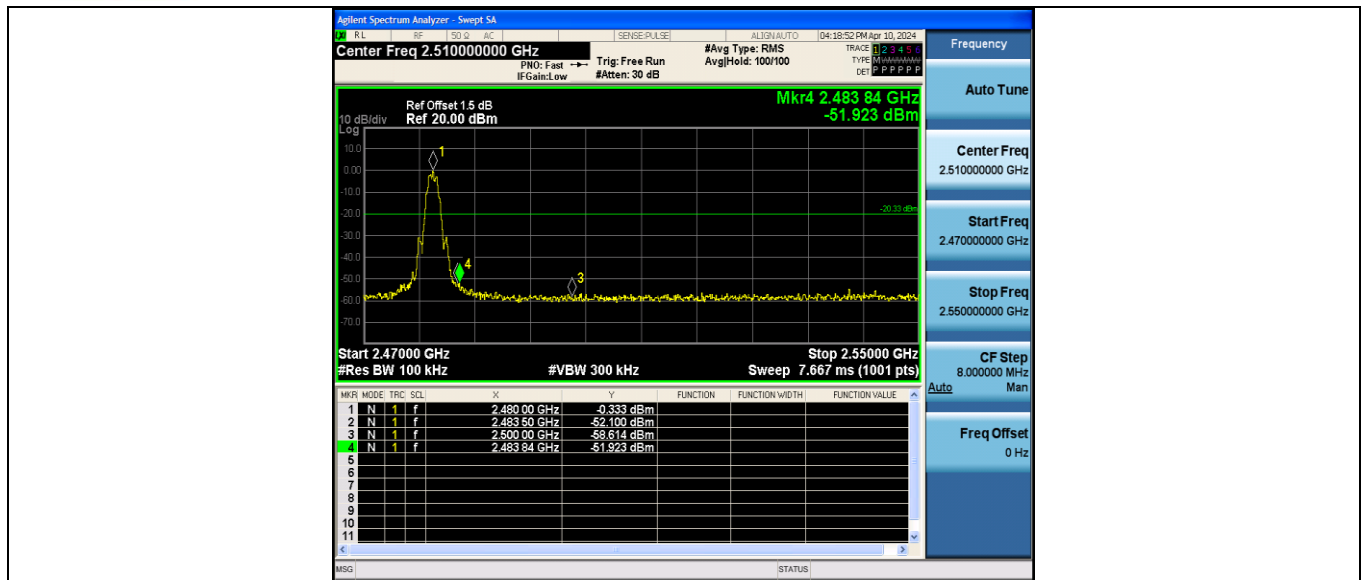 Agilent Spectrum Analyzer - Swept SA
LXI RL RF 50 Ω AC SENSE:PULSE ALIGN AUTO 04:18:52 PM Apr 10, 2024
Center Freq 2.510000000 GHz
PNO: Fast
IFGain:Low
Trig: Free Run
#Atten: 30 dB
#Avg Type: RMS
Avg|Hold: 100/100
TRACE 1 2 3 4 5 6
TYPE M
DET P P P P P P
Frequency
Mkr4 2.483 84 GHz
-51.923 dBm
Ref Offset 1.5 dB
10 dB/div Ref 20.00 dBm
Log
10.0
0.00
-10.0
-20.0
-30.0
-40.0
-50.0
-60.0
-70.0
1
4
3
-20.33 dBm
Start 2.47000 GHz Stop 2.55000 GHz
#Res BW 100 kHz #VBW 300 kHz Sweep 7.667 ms (1001 pts)
MKR MODE TRC SCL X Y FUNCTION FUNCTION WIDTH FUNCTION VALUE
1 N 1 f 2.480 00 GHz -0.333 dBm
2 N 1 f 2.483 50 GHz -52.100 dBm
3 N 1 f 2.500 00 GHz -58.614 dBm
4 N 1 f 2.483 84 GHz -51.923 dBm
5
6
7
8
9
10
11
MSG STATUS
Auto Tune
Center Freq
2.510000000 GHz
Start Freq
2.470000000 GHz
Stop Freq
2.550000000 GHz
CF Step
8.000000 MHz
Auto Man
Freq Offset
0 Hz